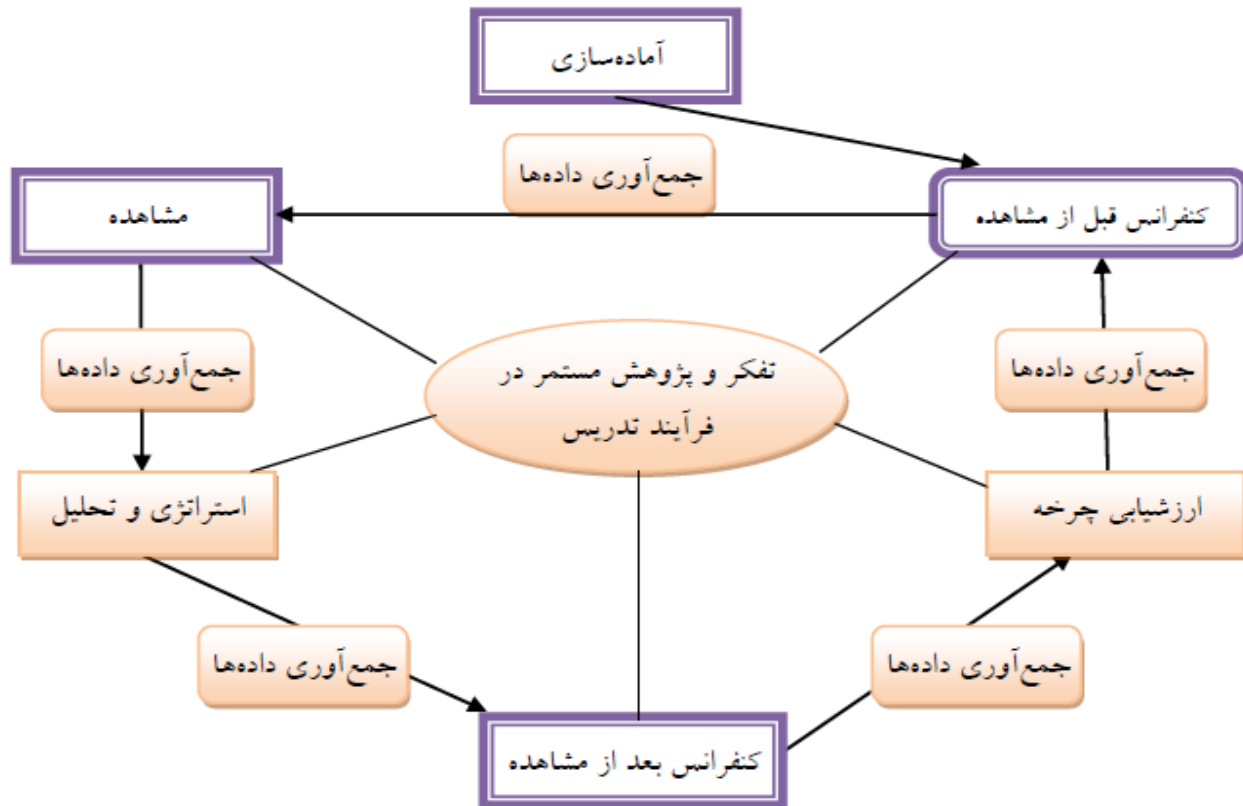 آماده‌سازی
جمع‌آوری داده‌ها
کنفرانس قبل از مشاهده
مشاهده
جمع‌آوری داده‌ها
جمع‌آوری داده‌ها
تفکر و پژوهش مستمر در
فرآیند تدریس
ارزشیابی چرخه
استراتژی و تحلیل
جمع‌آوری داده‌ها
جمع‌آوری داده‌ها
کنفرانس بعد از مشاهده